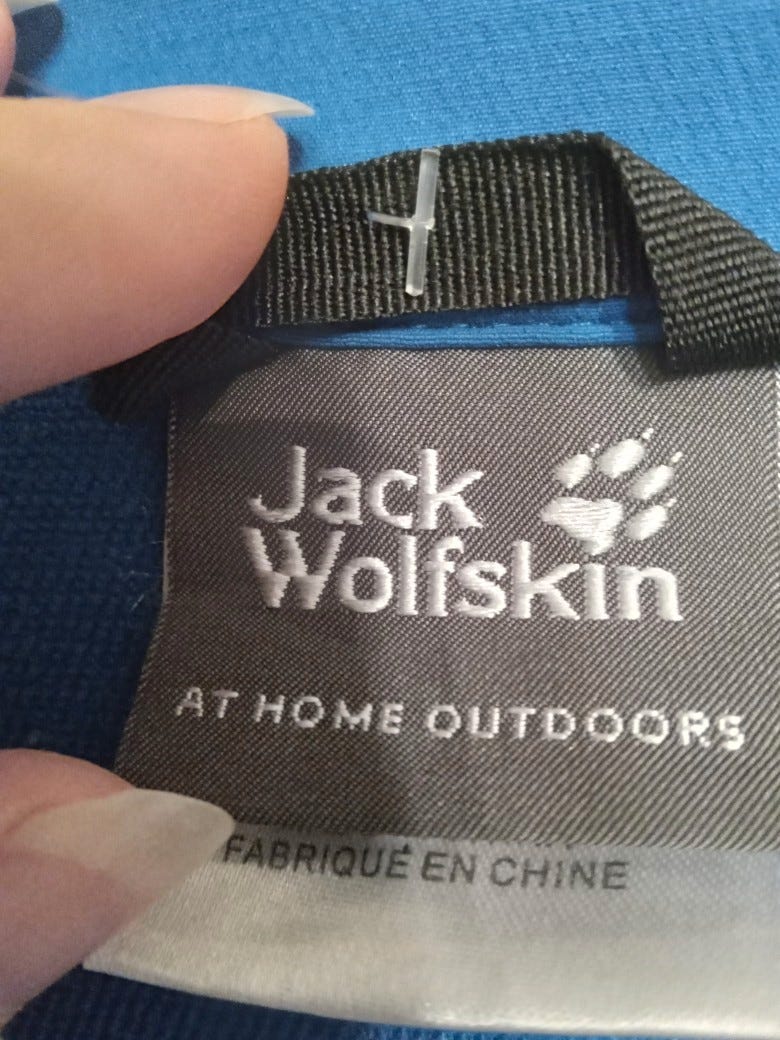 Jack
Wolfskin
AT HOME OUTDOORS
FABRIQUÉ EN CHINE